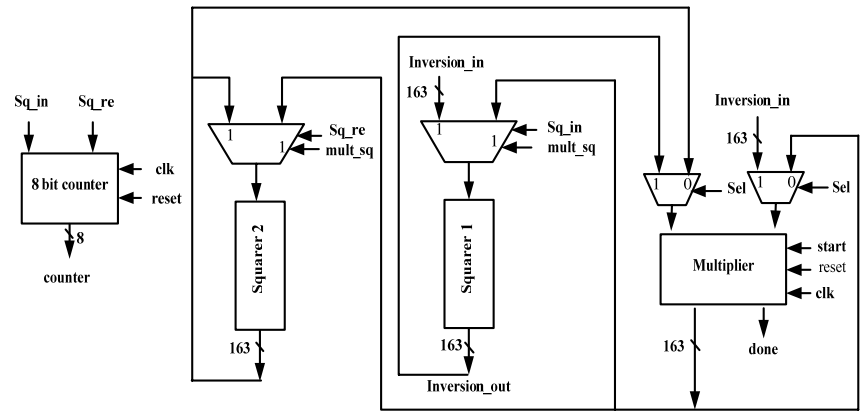 Sq_in
Sq_re
8 bit counter
clk
reset
8
counter
1
Sq_re
1
mult_sq
Squarer 2
163
Inversion_in
163
1
Sq_in
1
mult_sq
Squarer 1
163
Inversion_out
1
0
Sel
Inversion_in
163
1
0
Sel
Multiplier
start
reset
clk
163
done